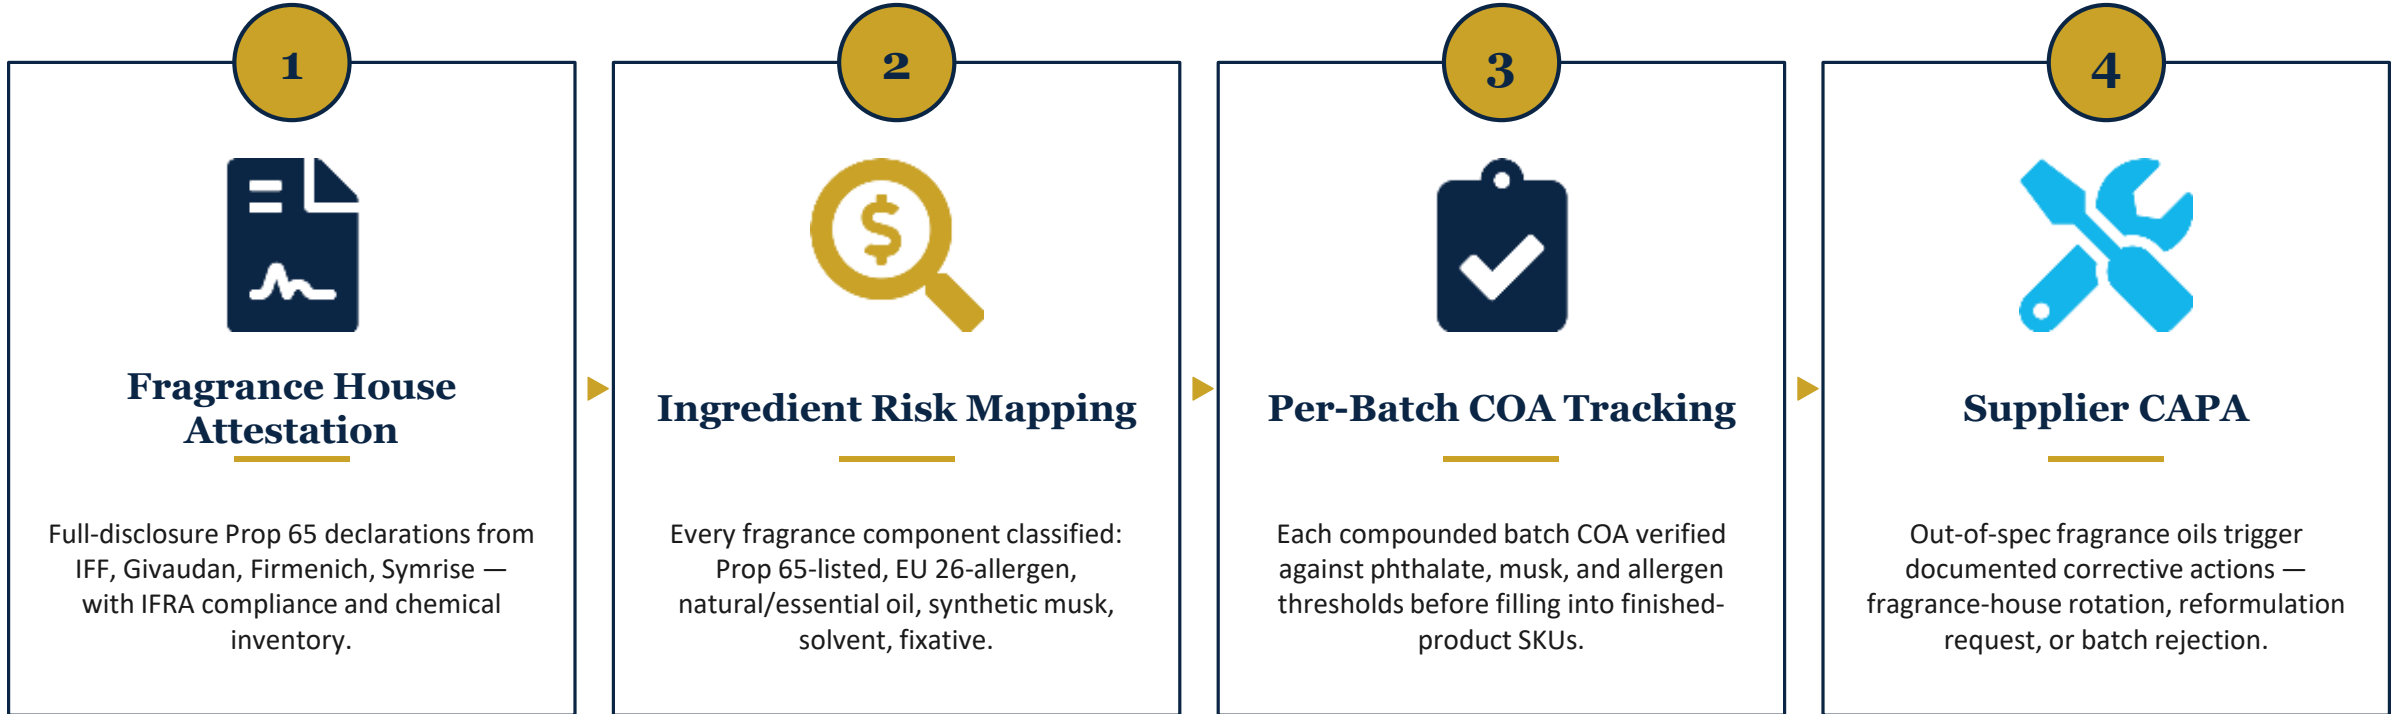 1
Fragrance House
Attestation
Full-disclosure Prop 65 declarations from
IFF, Givaudan, Firmenich, Symrise —
with IFRA compliance and chemical
inventory.
2
$
Ingredient Risk Mapping
Every fragrance component classified:
Prop 65-listed, EU 26-allergen,
natural/essential oil, synthetic musk,
solvent, fixative.
3
Per-Batch COA Tracking
Each compounded batch COA verified
against phthalate, musk, and allergen
thresholds before filling into finished-
product SKUs.
4
Supplier CAPA
Out-of-spec fragrance oils trigger
documented corrective actions —
fragrance-house rotation, reformulation
request, or batch rejection.